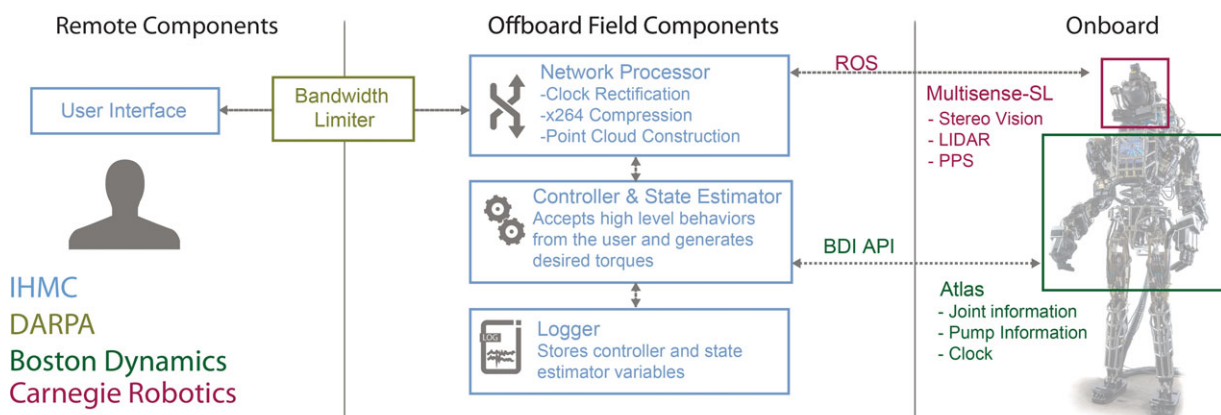 Remote Components
Offboard Field Components
Onboard
User Interface
Bandwidth
Limiter
Network Processor
-Clock Rectification
-x264 Compression
-Point Cloud Construction
ROS
Multisense-SL
- Stereo Vision
- LIDAR
- PPS
Controller & State Estimator
Accepts high level behaviors
from the user and generates
desired torques
BDI API
Atlas
- Joint information
- Pump Information
- Clock
LOG
Logger
Stores controller and state
estimator variables
IHMC
DARPA
Boston Dynamics
Carnegie Robotics